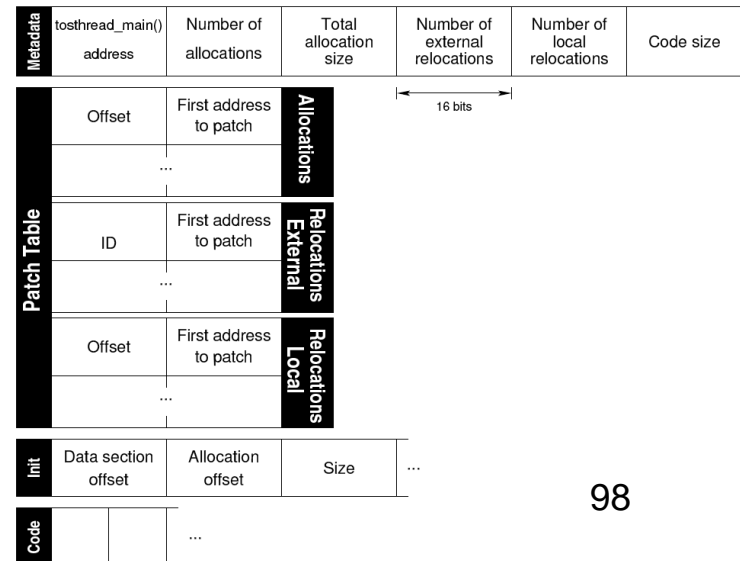 Metadata
tosthread_main()
address
Number of
allocations
Total
allocation
size
Number of
external
relocations
Number of
local
relocations
Code size
16 bits
Patch Table
Offset
First address
to patch
Allocations
...
ID
First address
to patch
Relocations
External
...
Offset
First address
to patch
Relocations
Local
...
Init
Data section
offset
Allocation
offset
Size
...
98
Code
...